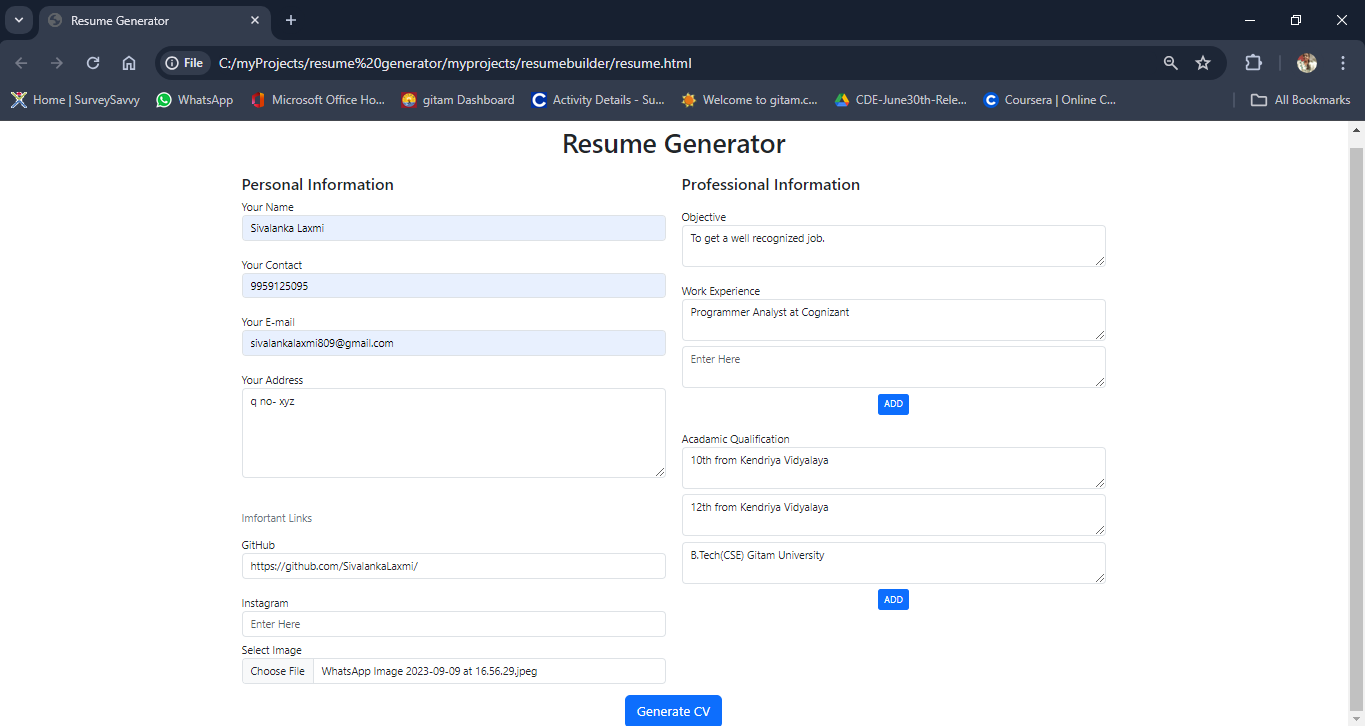 Resume Generator
File
C:/myProjects/resume%20generator/myprojects/resumebuilder/resume.html
Home | SurveySavvy
WhatsApp
Microsoft Office Ho...
gitam Dashboard
Activity Details - Su...
Welcome to gitam.c...
CDE-June30th-Rele...
Coursera | Online C...
All Bookmarks
Resume Generator
Personal Information
Your Name
Sivalanka Laxmi
Your Contact
9959125095
Your E-mail
sivalankalaxmi809@gmail.com
Your Address
q no- xyz
Imfortant Links
GitHub
https://github.com/SivalankaLaxmi/
Instagram
Enter Here
Select Image
Choose File WhatsApp Image 2023-09-09 at 16.56.29.jpeg
Professional Information
Objective
To get a well recognized job.
Work Experience
Programmer Analyst at Cognizant
Enter Here
ADD
Acadamic Qualification
10th from Kendriya Vidyalaya
12th from Kendriya Vidyalaya
B.Tech(CSE) Gitam University
ADD
Generate CV